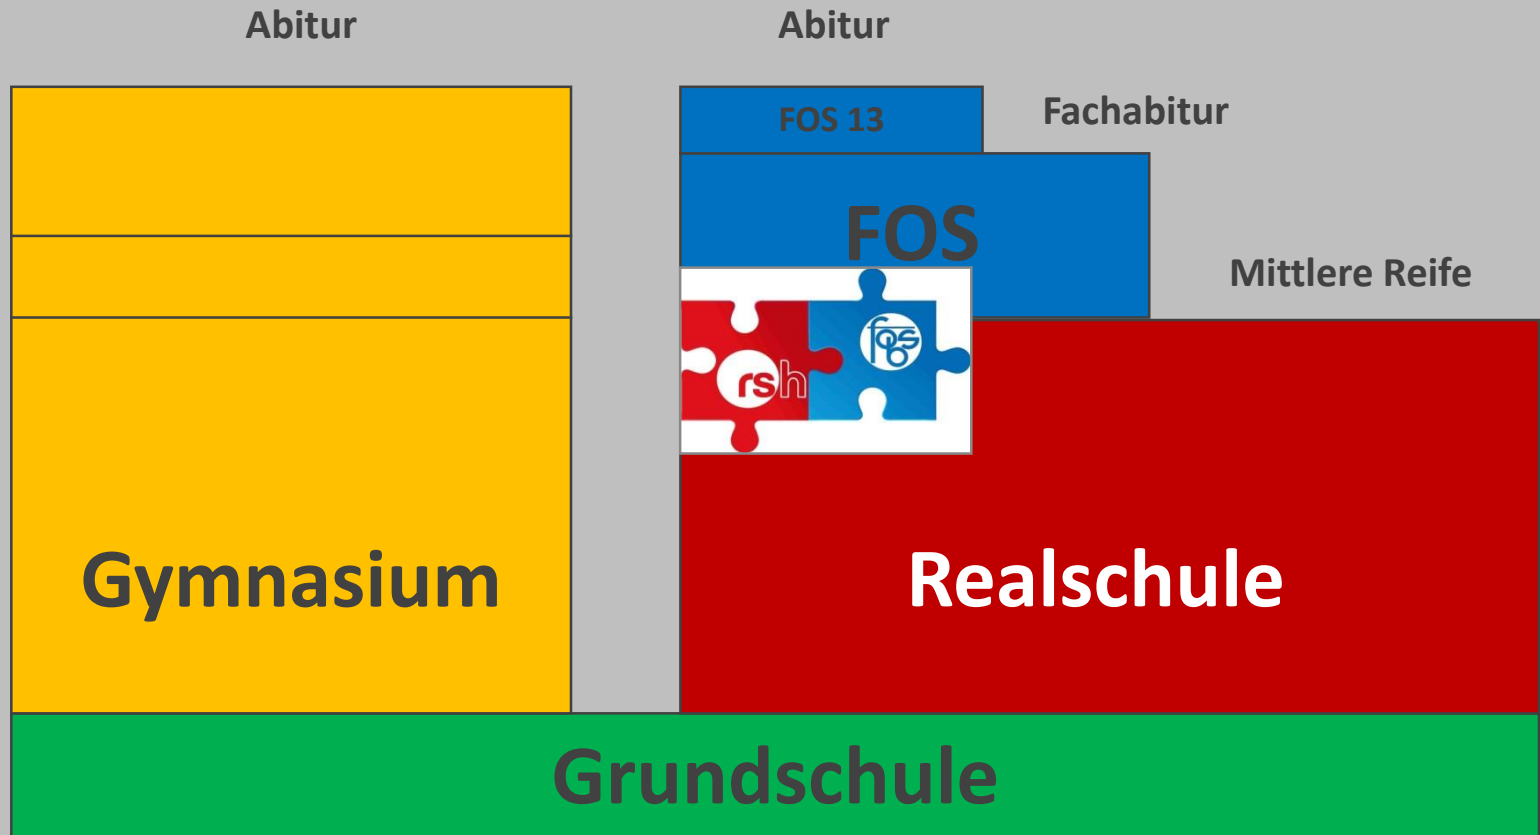 Abitur
Abitur
FOS 13
Fachabitur
FOS
Mittlere Reife
rsh
fos
Gymnasium
Realschule
Grundschule